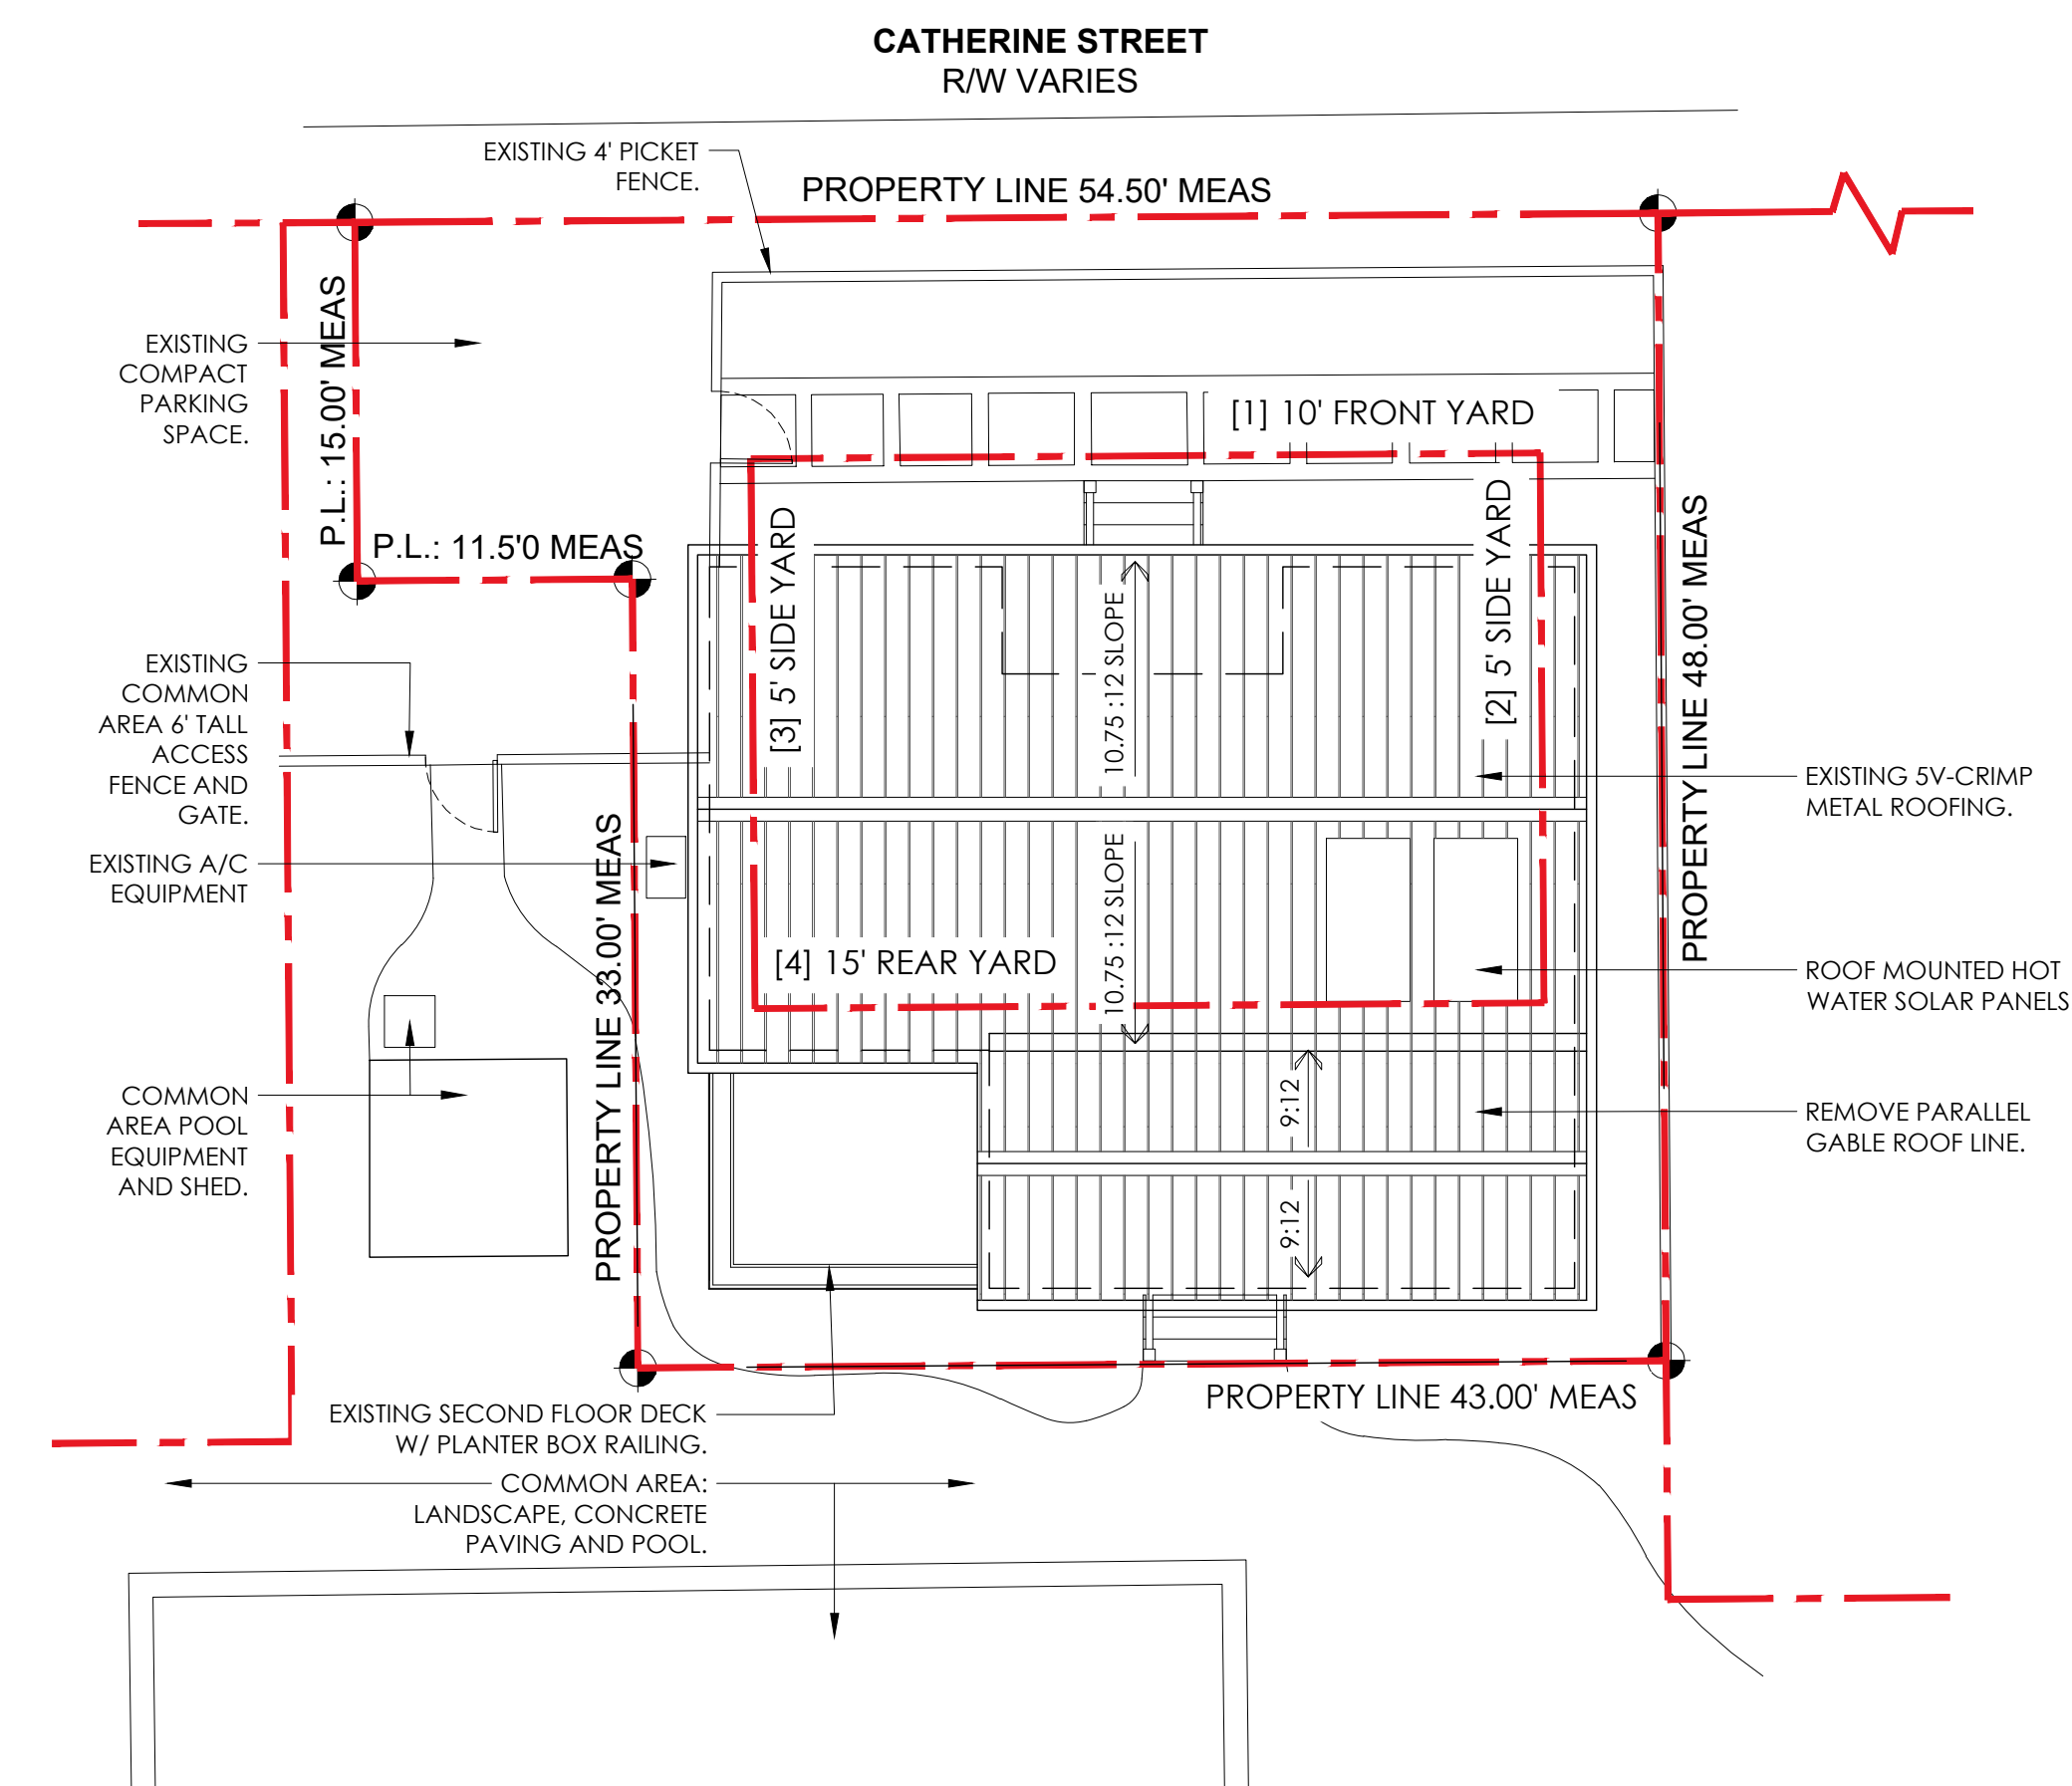 CATHERINE STREET
R/W VARIES
EXISTING 4' PICKET
FENCE.
PROPERTY LINE 54.50' MEAS
EXISTING
COMPACT
PARKING
SPACE.
P.L.: 15.00' MEAS
[1] 10' FRONT YARD
P.L.: 11.5'0 MEAS
[3] 5' SIDE YARD
10.75 :12 SLOPE
[2] 5' SIDE YARD
PROPERTY LINE 48.00' MEAS
EXISTING
COMMON
AREA 6' TALL
ACCESS
FENCE AND
GATE.
EXISTING 5V-CRIMP
METAL ROOFING.
EXISTING A/C
EQUIPMENT
PROPERTY LINE 33.00' MEAS
10.75 :12 SLOPE
[4] 15' REAR YARD
ROOF MOUNTED HOT
WATER SOLAR PANELS
COMMON
AREA POOL
EQUIPMENT
AND SHED.
9:12
REMOVE PARALLEL
GABLE ROOF LINE.
9:12
PROPERTY LINE 43.00' MEAS
EXISTING SECOND FLOOR DECK
W/ PLANTER BOX RAILING.
COMMON AREA:
LANDSCAPE, CONCRETE
PAVING AND POOL.